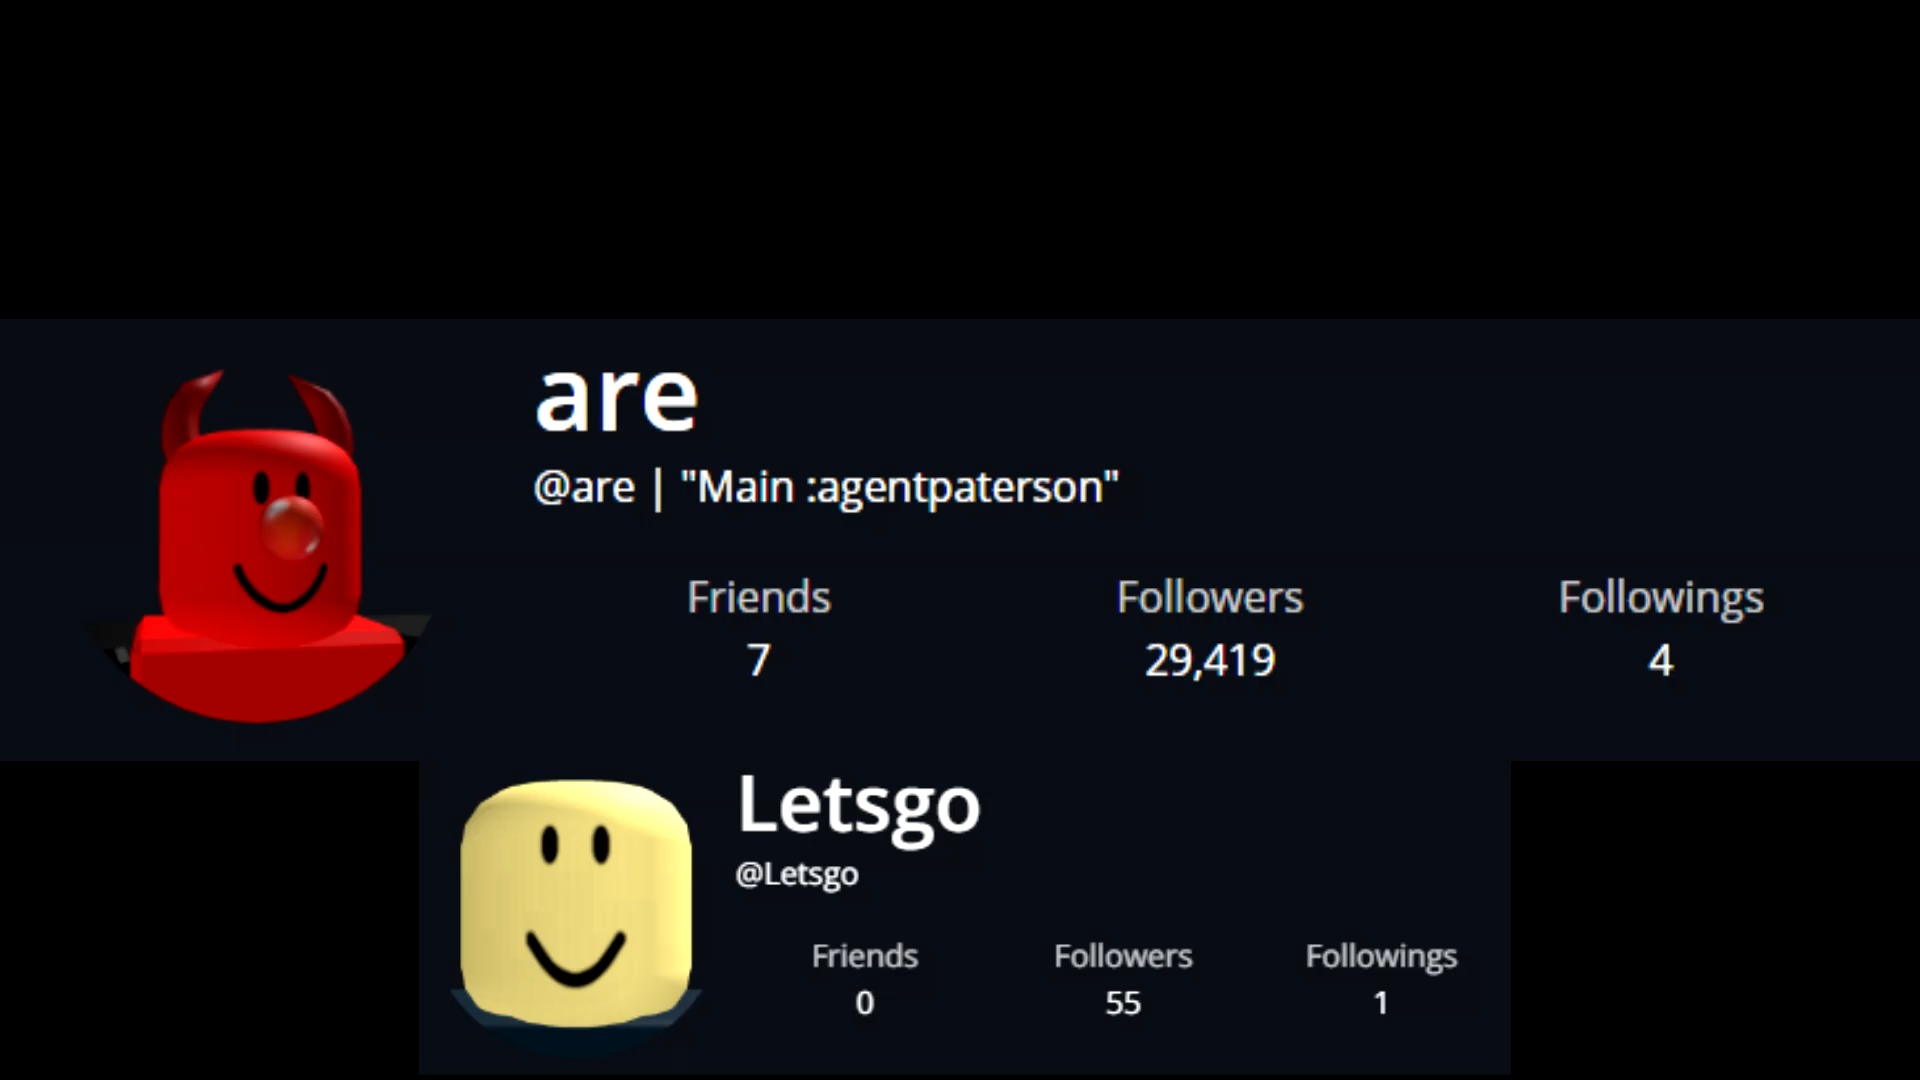 are
@are | "Main :agentpaterson"
Friends Followers Followings
7 29,419 4
Letsgo
@Letsgo
Friends Followers Followings
0 55 1